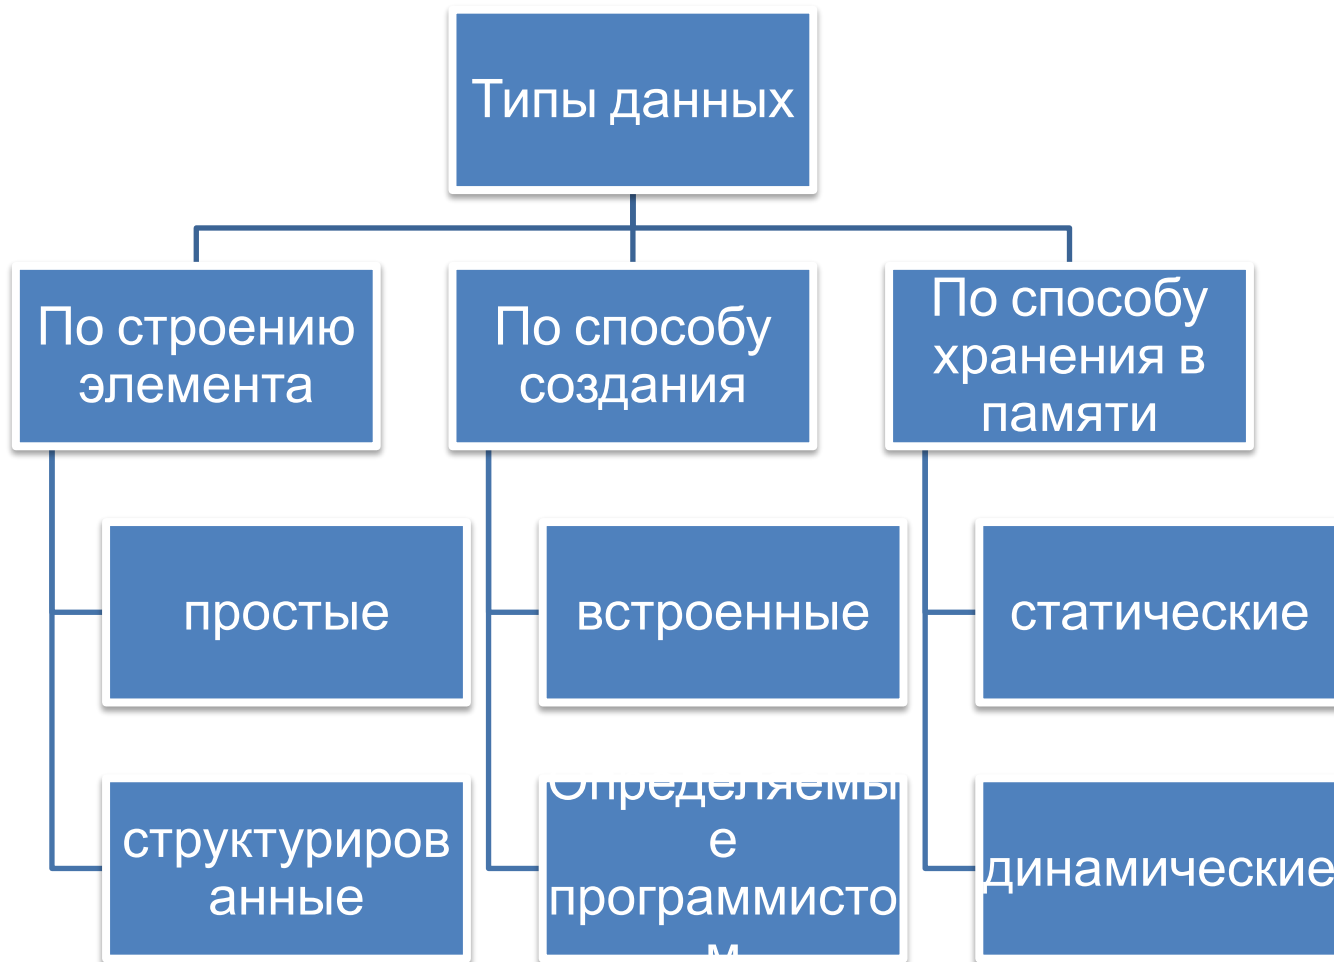 Типы данных
По строению
элемента
По способу
создания
По способу
хранения в
памяти
простые
встроенные
статические
структуриров
анные
Определяемы
е
программисто
м
динамические